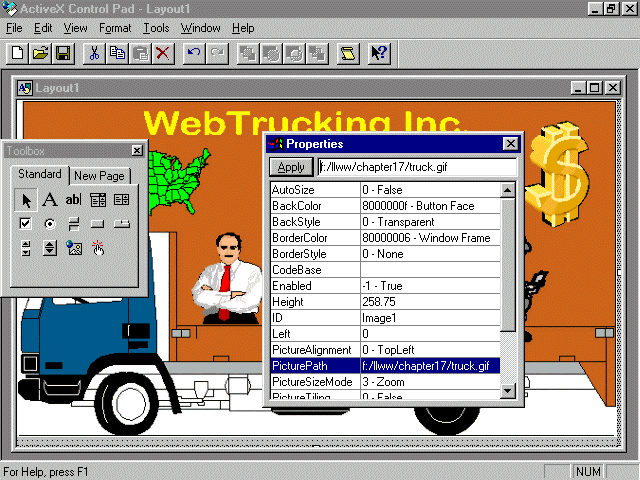 ActiveX Control Pad - Layout1
File Edit View Format Tools Window Help
Layout1
WebTrucking Inc.
Properties
Apply f:/lww/chapter17/truck.gif
Toolbox
Standard New Page
A ab|
AutoSize 0 - False
BackColor 8000000f - Button Face
BackStyle 0 - Transparent
BorderColor 80000006 - Window Frame
BorderStyle 0 - None
CodeBase
Enabled -1 - True
Height 258.75
ID Image1
Left 0
PictureAlignment 0 - TopLeft
PicturePath f:/lww/chapter17/truck.gif
PictureSizeMode 3 - Zoom
PictureTiling 0 - False
For Help, press F1 NUM